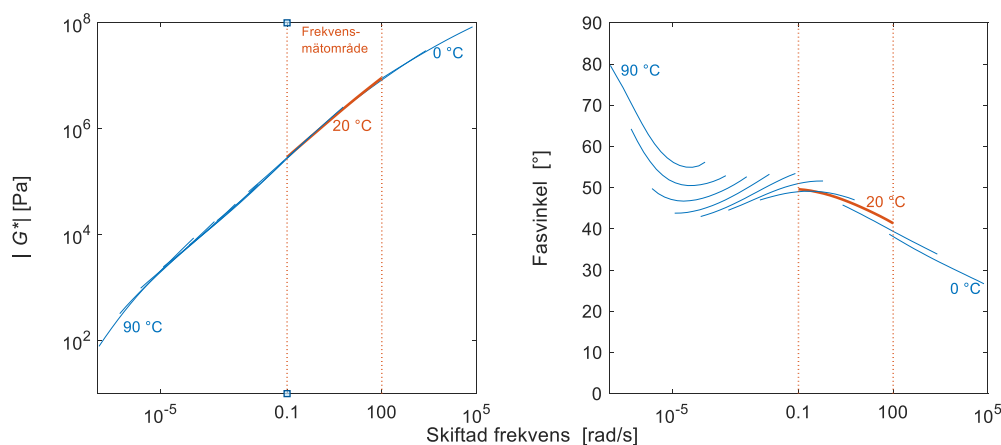 10^8
10^6
10^4
10^2
| G*| [Pa]
Frekvens-
mätområde
0 °C
20 °C
90 °C
10^-5
0.1
100
10^5
90
80
70
60
50
40
30
20
10
0
Fasvinkel [°]
90 °C
20 °C
0 °C
10^-5
0.1
100
10^5
Skiftad frekvens [rad/s]